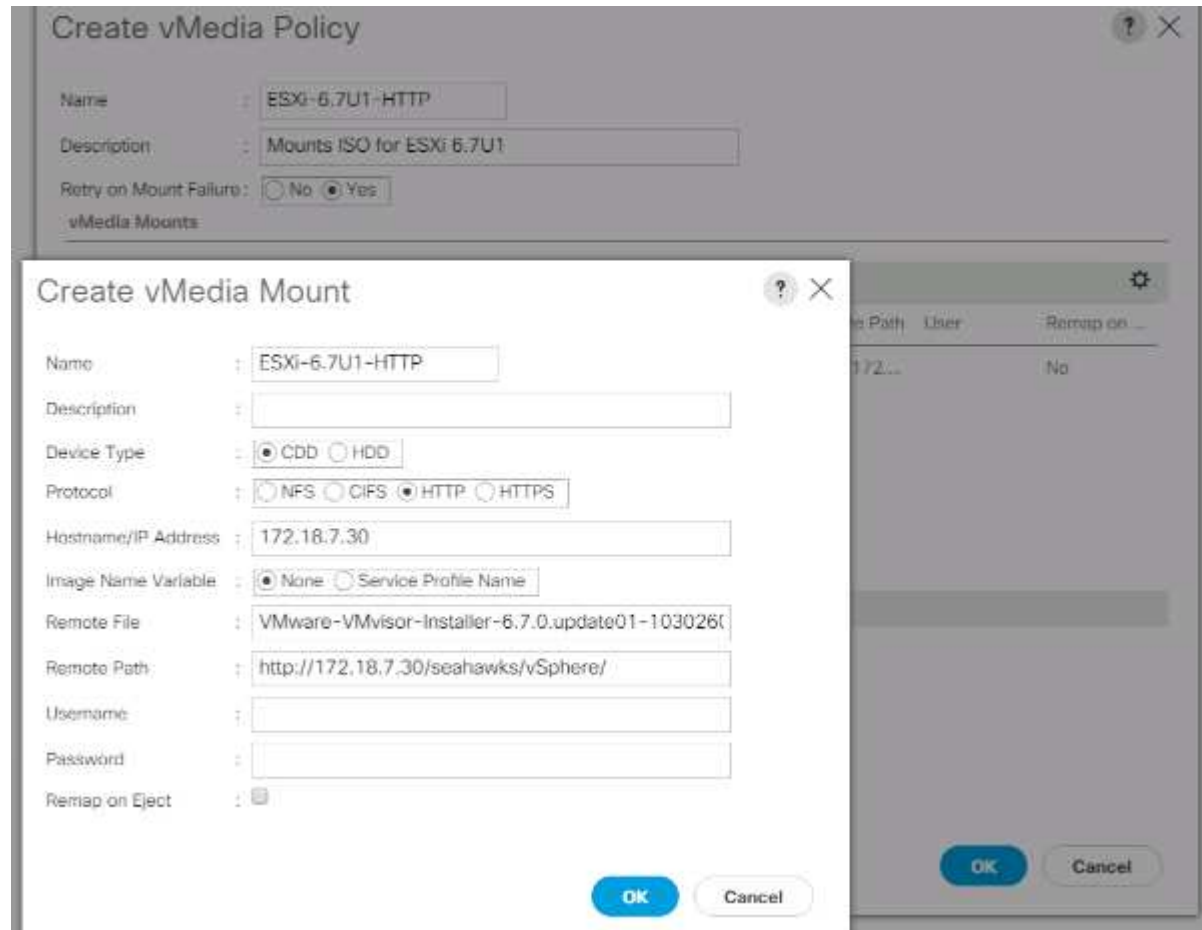 Create vMedia Policy ? ×
Name : ESXi-6.7U1-HTTP
Description : Mounts ISO for ESXi 6.7U1
Retry on Mount Failure : No Yes
vMedia Mounts
Create vMedia Mount ? ×
Path User Remap on ...
172... No
Name : ESXi-6.7U1-HTTP
Description :
Device Type : CDD HDD
Protocol : NFS CIFS HTTP HTTPS
Hostname/IP Address : 172.18.7.30
Image Name Variable : None Service Profile Name
Remote File : VMware-VMvisor-Installer-6.7.0.update01-1030260
Remote Path : http://172.18.7.30/seahawks/vSphere/
Username :
Password :
Remap on Eject :
OK Cancel
OK Cancel